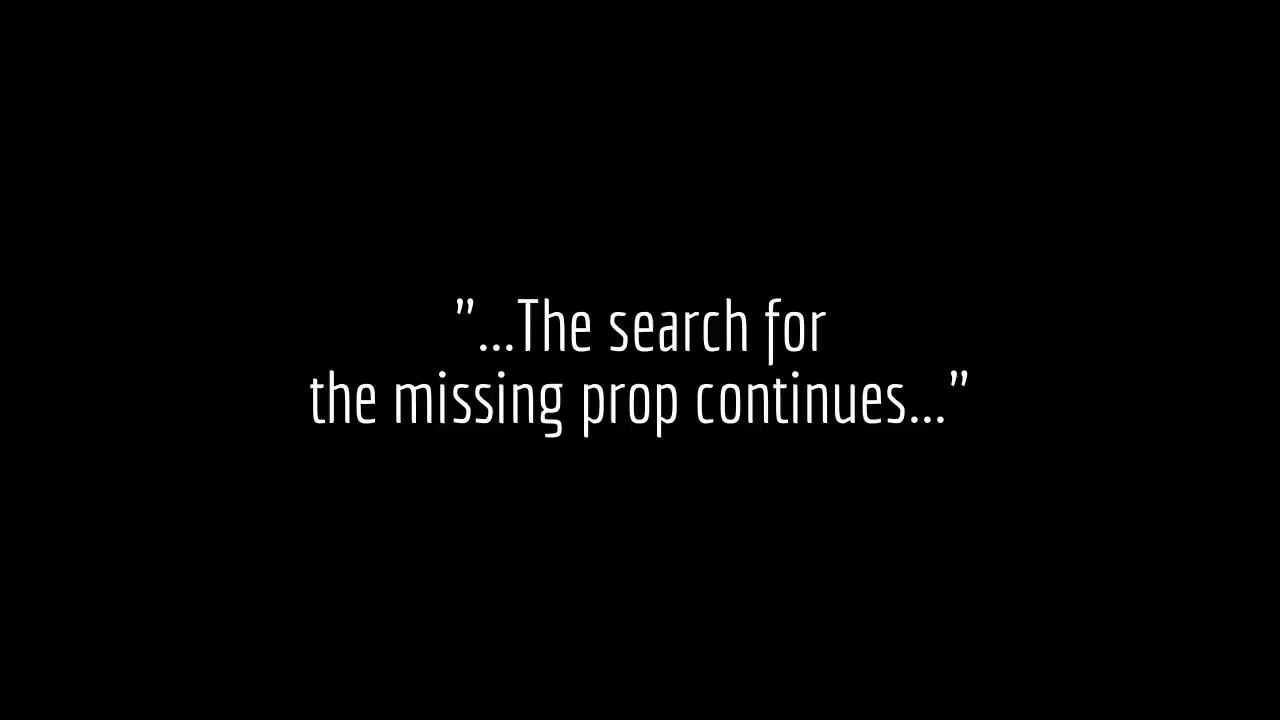 "...The search for
the missing prop continues..."